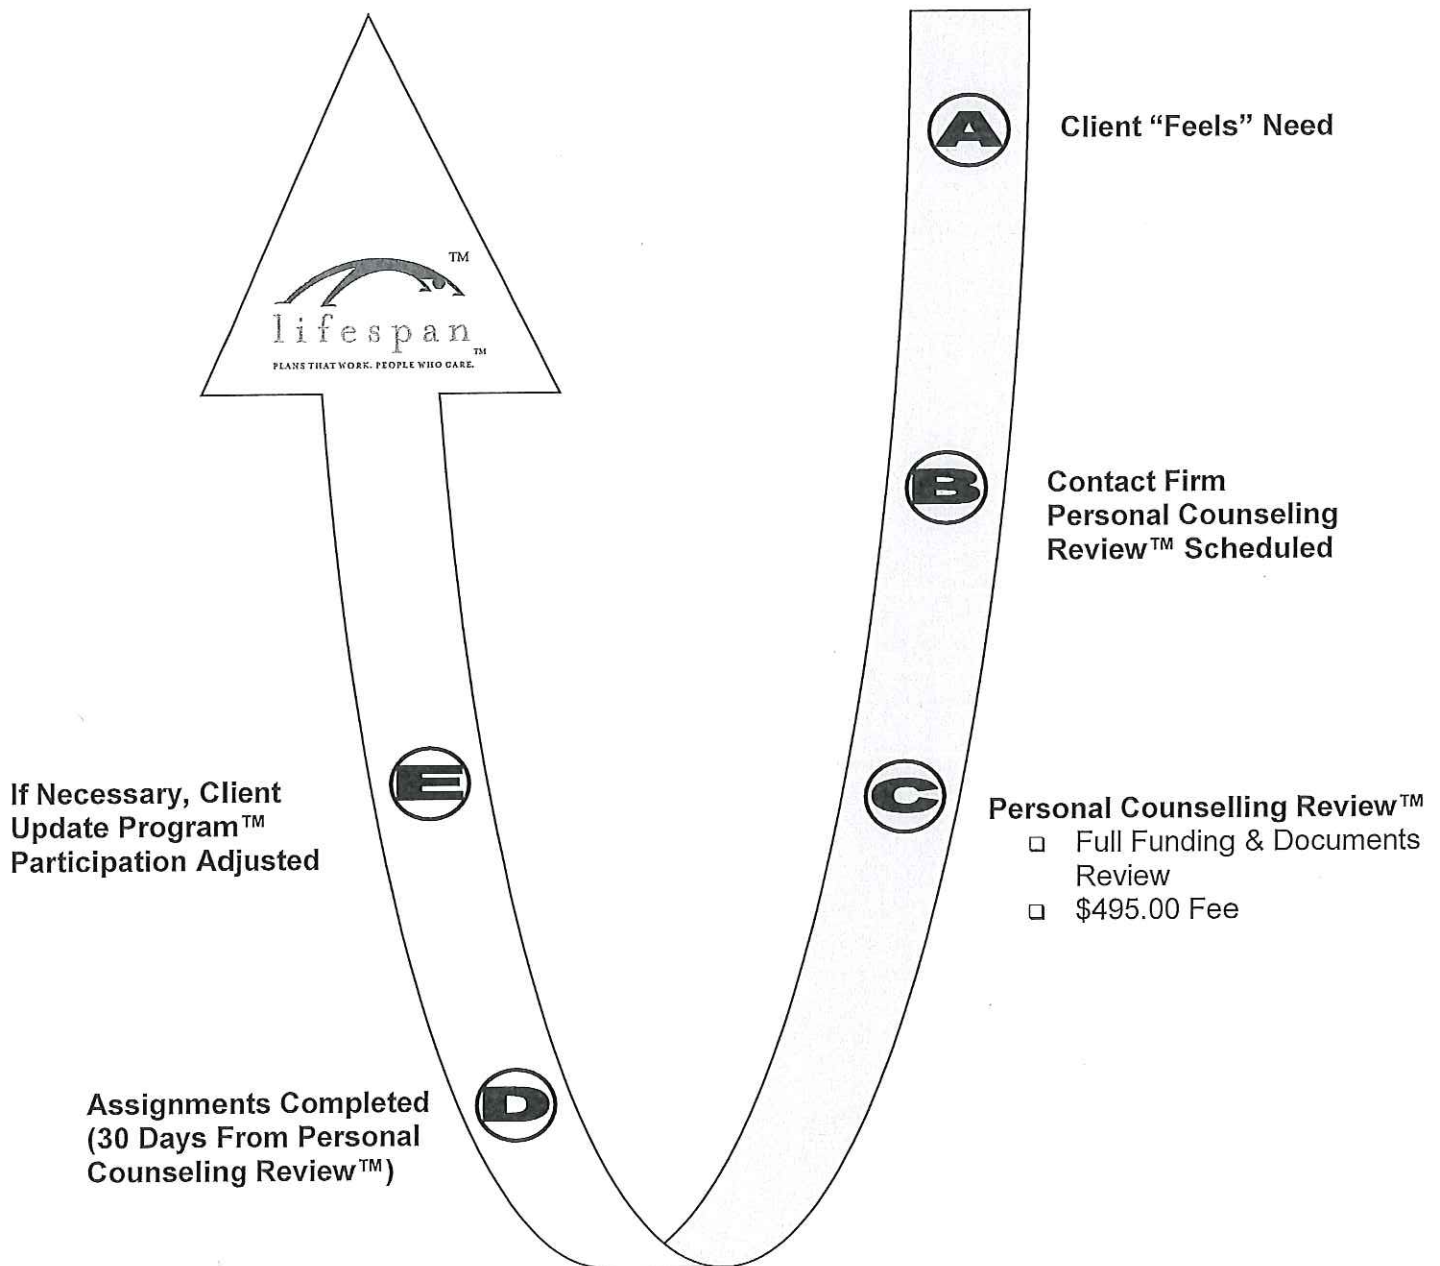 A
Client “Feels” Need
B
Contact Firm
Personal Counseling
Review™ Scheduled
C
Personal Counselling Review™
❑ Full Funding & Documents
Review
❑ $495.00 Fee
D
Assignments Completed
(30 Days From Personal
Counseling Review™)
E
If Necessary, Client
Update Program™
Participation Adjusted
TM
lifespan™
PLANS THAT WORK. PEOPLE WHO CARE.